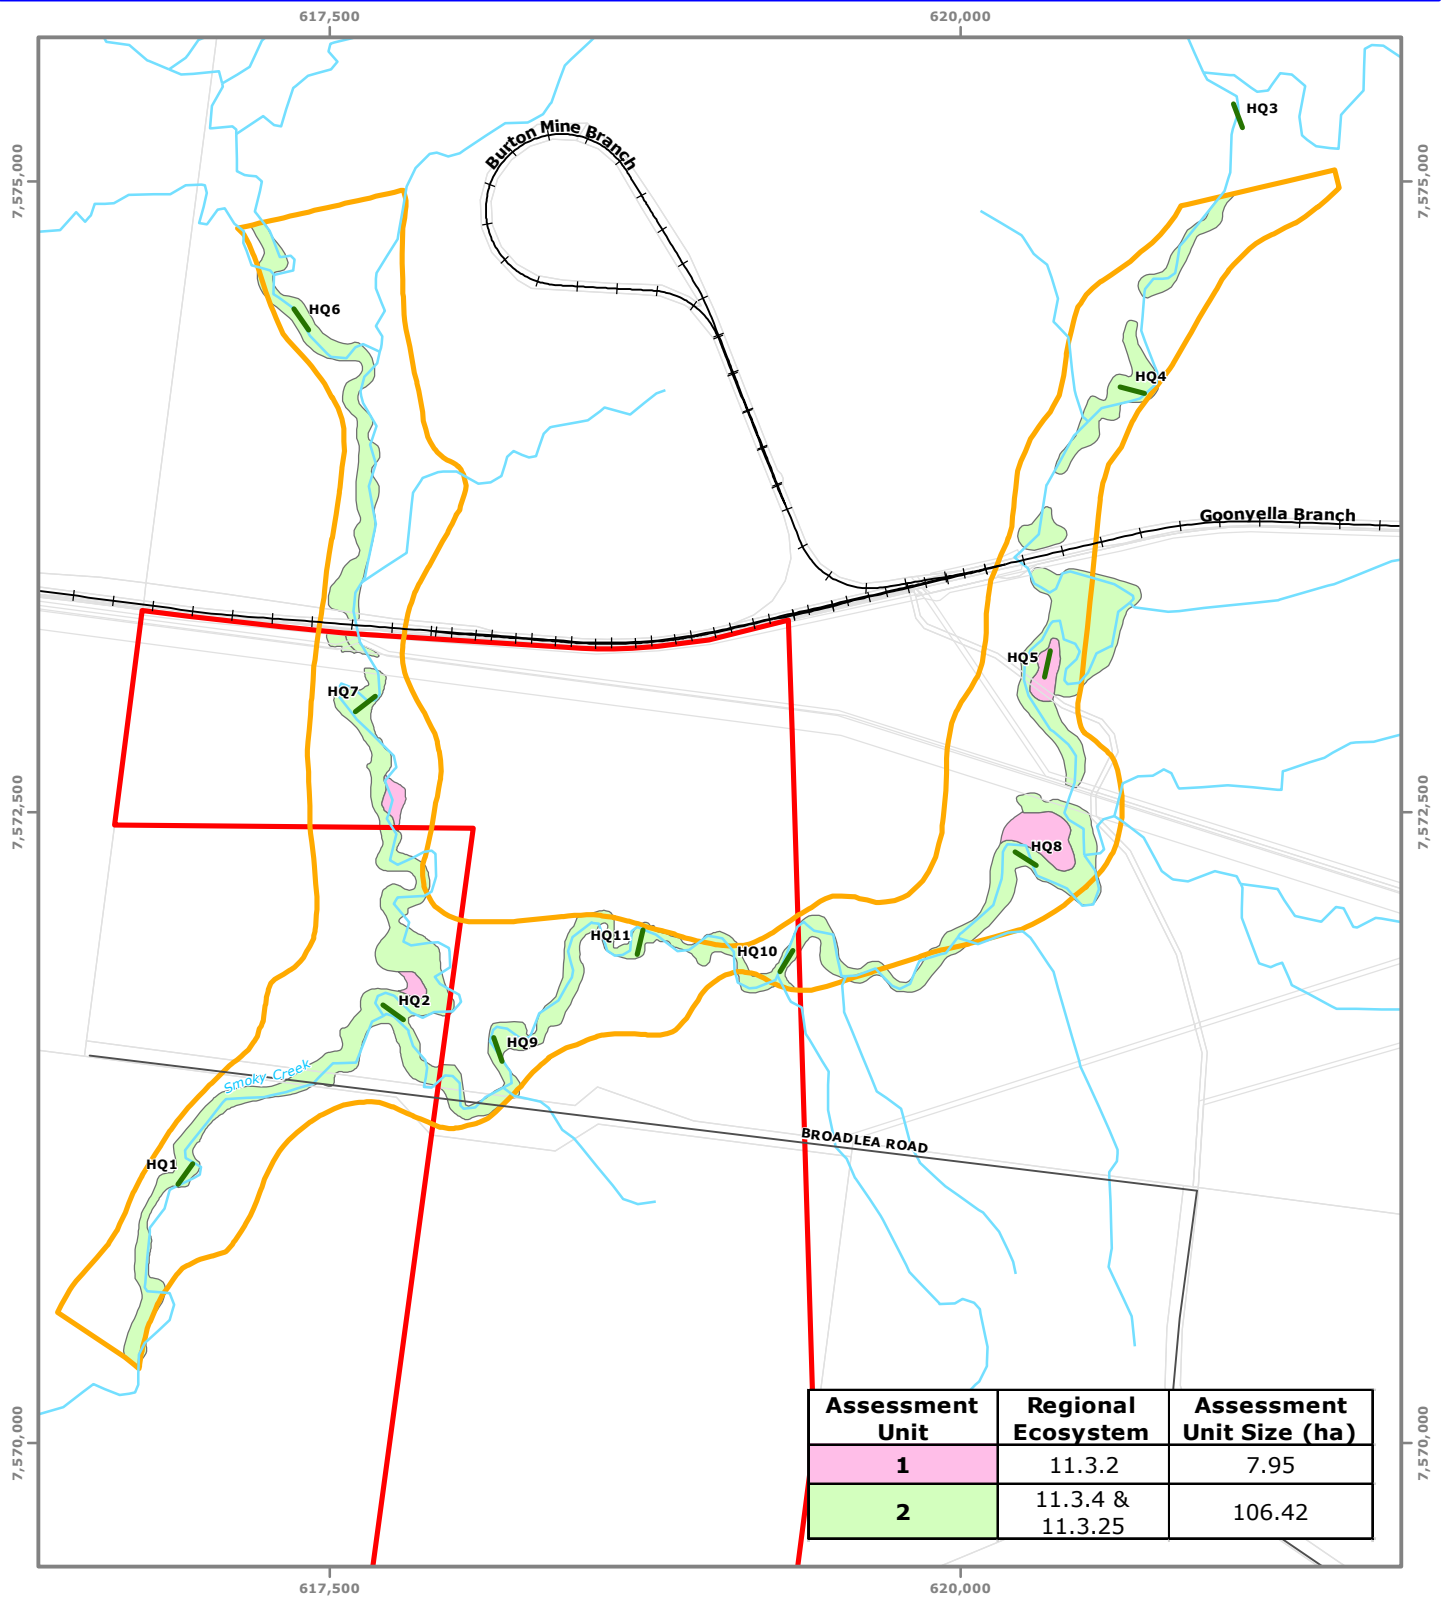 617,500
620,000
HQ3
Burton Mine Branch
7,575,000
7,575,000
HQ6
HQ4
Goonyella Branch
HQ5
HQ7
7,572,500
7,572,500
HQ8
HQ11
HQ10
HQ2
HQ9
Smoky Creek
BROADLEA ROAD
HQ1
Assessment Unit
Regional Ecosystem
Assessment Unit Size (ha)
1
11.3.2
7.95
2
11.3.4 & 11.3.25
106.42
7,570,000
7,570,000
617,500
620,000